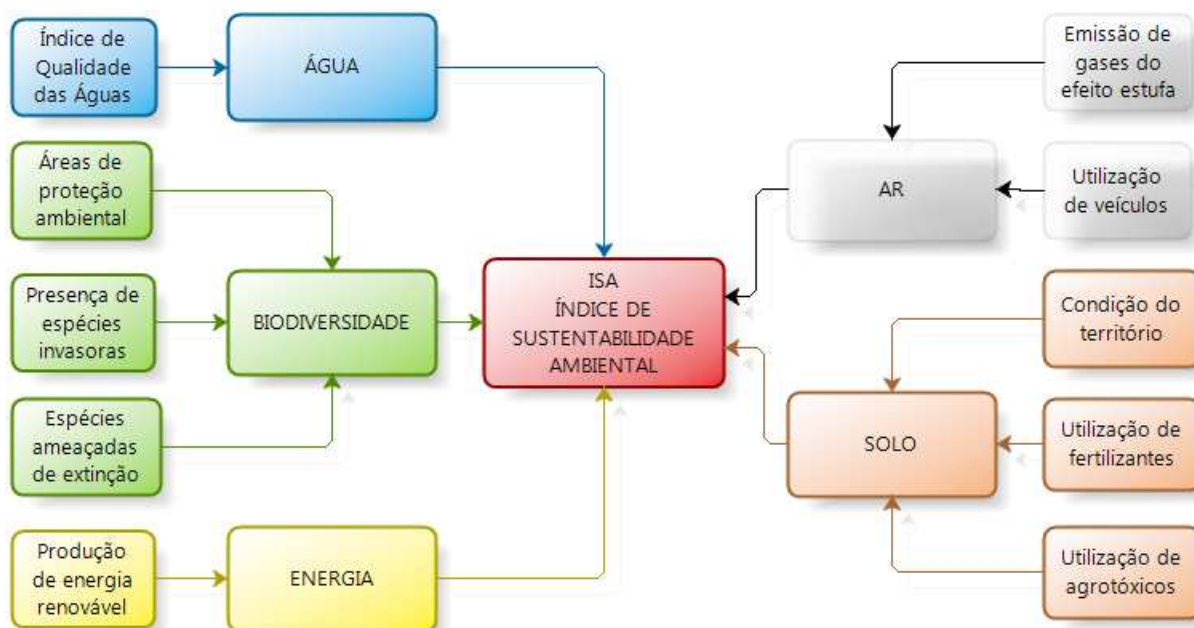 Índice de
Qualidade
das Águas
ÁGUA
Áreas de
proteção
ambiental
Presença de
espécies
invasoras
BIODIVERSIDADE
Espécies
ameaçadas
de extinção
Produção
de energia
renovável
ENERGIA
ISA
ÍNDICE DE
SUSTENTABILIDADE
AMBIENTAL
Emissão de
gases do
efeito estufa
AR
Utilização
de veículos
Condição do
território
SOLO
Utilização de
fertilizantes
Utilização de
agrotóxicos